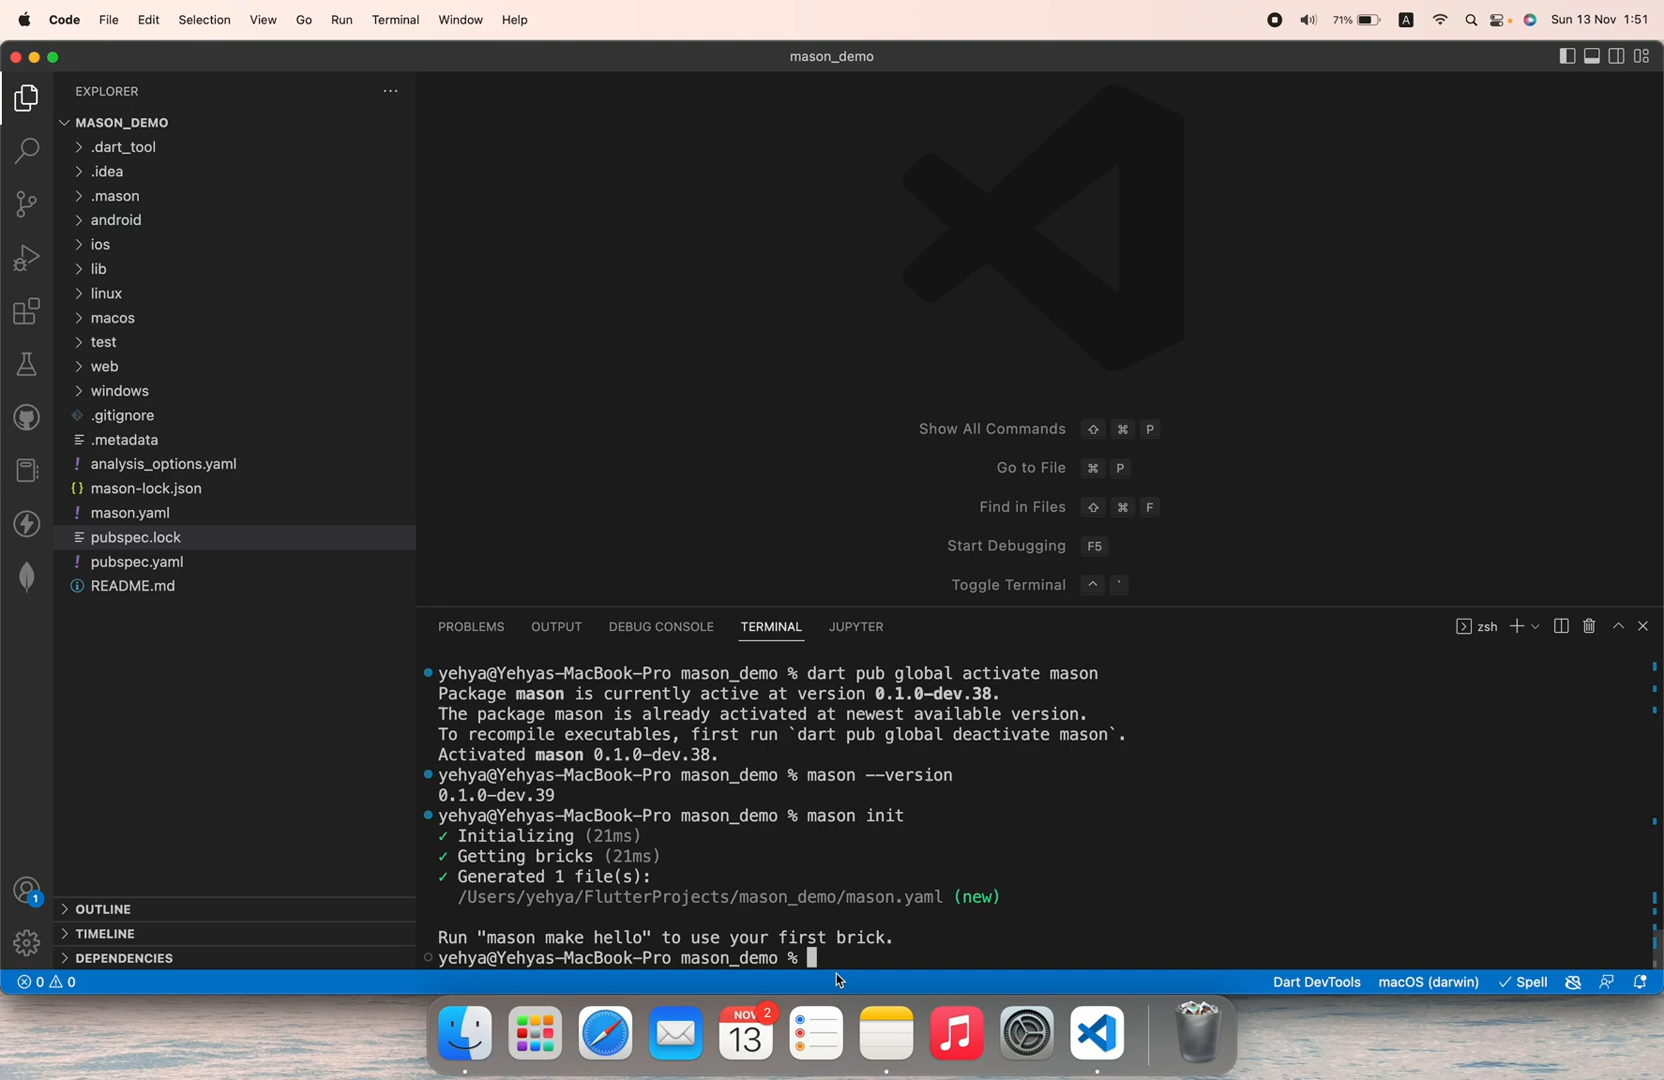 Code File Edit Selection View Go Run Terminal Window Help 71% A Sun 13 Nov 1:51
mason_demo
EXPLORER ...
MASON_DEMO
.dart_tool
.idea
.mason
android
ios
lib
linux
macos
test
web
windows
.gitignore
.metadata
! analysis_options.yaml
{} mason-lock.json
! mason.yaml
pubspec.lock
! pubspec.yaml
README.md
OUTLINE
TIMELINE
DEPENDENCIES
1
Show All Commands ⇧ ⌘ P
Go to File ⌘ P
Find in Files ⇧ ⌘ F
Start Debugging F5
Toggle Terminal ^ `
PROBLEMS OUTPUT DEBUG CONSOLE TERMINAL JUPYTER zsh
yehya@Yehyas-MacBook-Pro mason_demo % dart pub global activate mason
Package mason is currently active at version 0.1.0-dev.38.
The package mason is already activated at newest available version.
To recompile executables, first run `dart pub global deactivate mason`.
Activated mason 0.1.0-dev.38.
yehya@Yehyas-MacBook-Pro mason_demo % mason --version
0.1.0-dev.39
yehya@Yehyas-MacBook-Pro mason_demo % mason init
✓ Initializing (21ms)
✓ Getting bricks (21ms)
✓ Generated 1 file(s):
/Users/yehya/FlutterProjects/mason_demo/mason.yaml (new)
Run "mason make hello" to use your first brick.
yehya@Yehyas-MacBook-Pro mason_demo %
0 0 Dart DevTools macOS (darwin) ✓ Spell
NOV 2
13